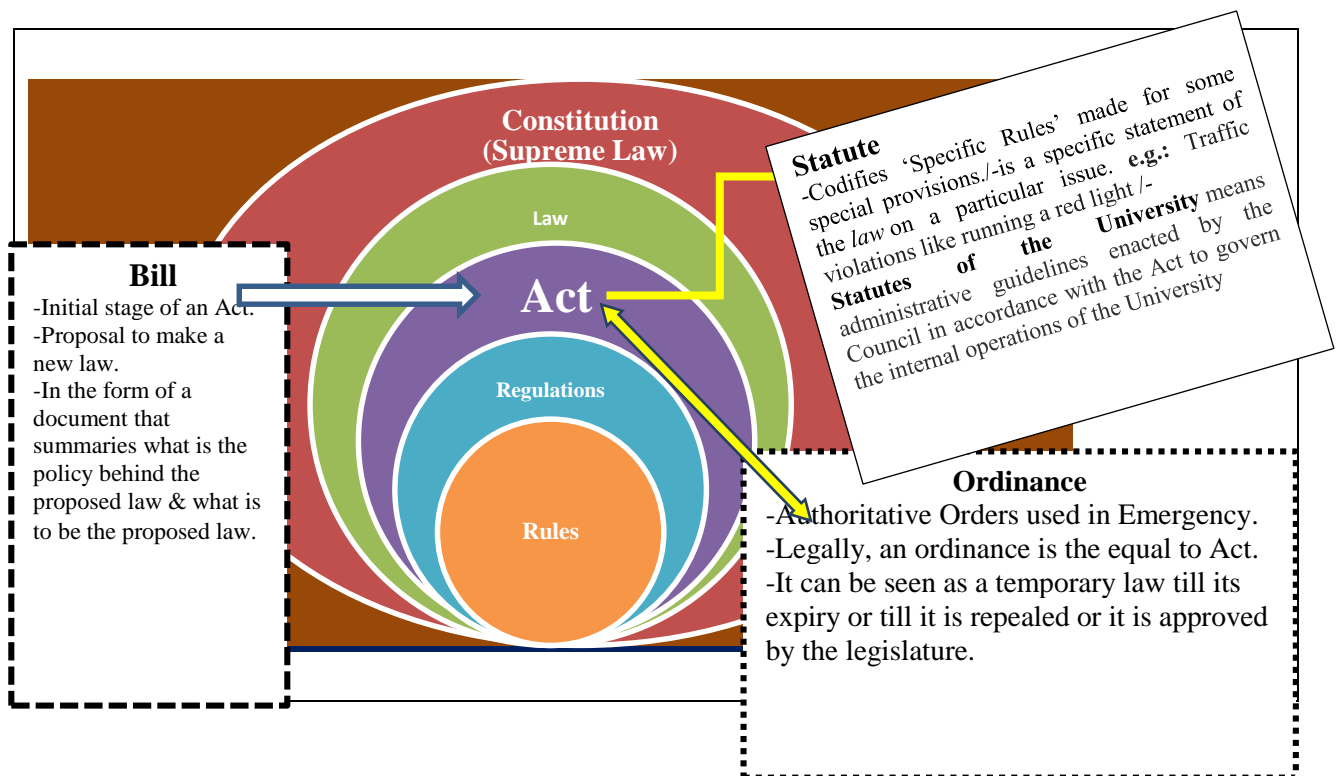 Constitution
(Supreme Law)
Law
Act
Regulations
Rules
Bill
-Initial stage of an Act.
-Proposal to make a
new law.
-In the form of a
document that
summaries what is the
policy behind the
proposed law & what is
to be the proposed law.
Statute
-Codifies ‘Specific Rules’ made for some
special provisions./-is a specific statement of
the law on a particular issue. e.g.: Traffic
violations like running a red light /-
Statutes of the University means
administrative guidelines enacted by the
Council in accordance with the Act to govern
the internal operations of the University
Ordinance
-Authoritative Orders used in Emergency.
-Legally, an ordinance is the equal to Act.
-It can be seen as a temporary law till its
expiry or till it is repealed or it is approved
by the legislature.